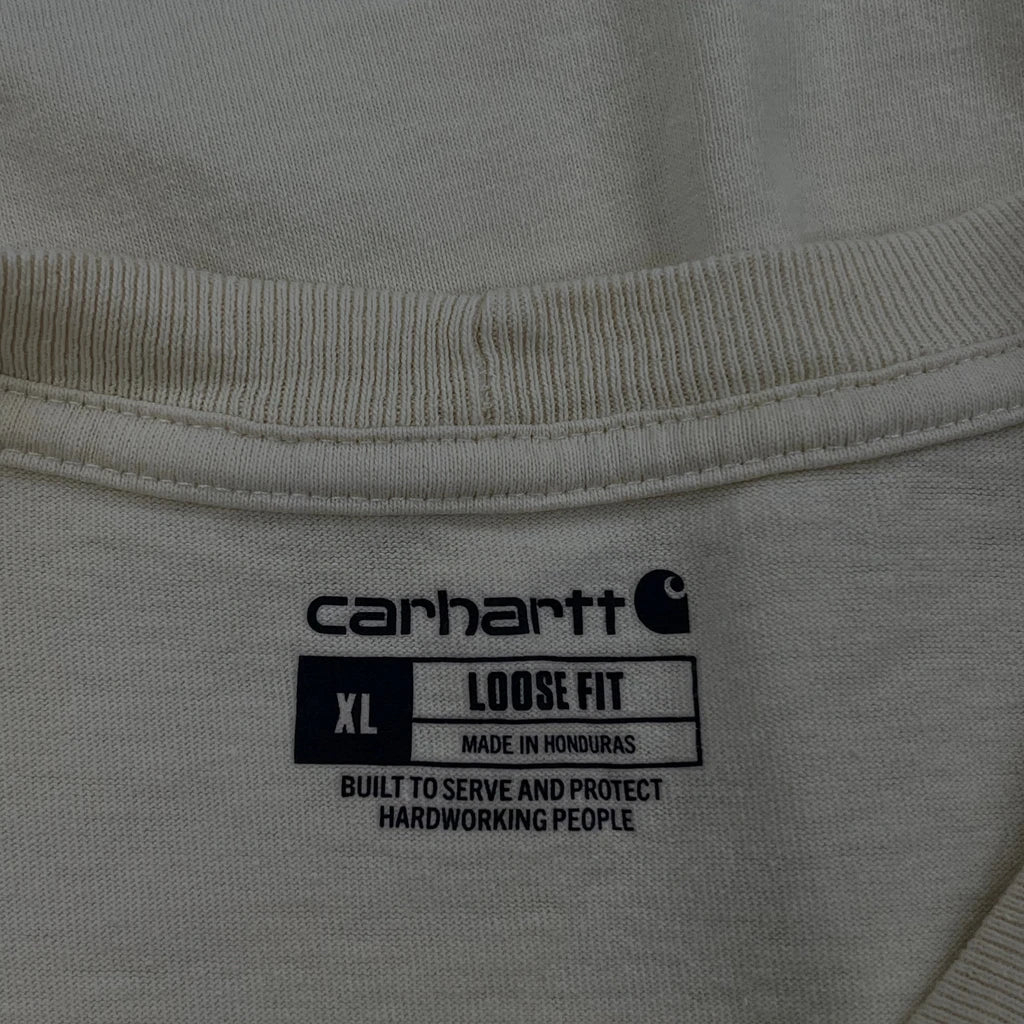 carhartt
XL
LOOSE FIT
MADE IN HONDURAS
BUILT TO SERVE AND PROTECT
HARDWORKING PEOPLE